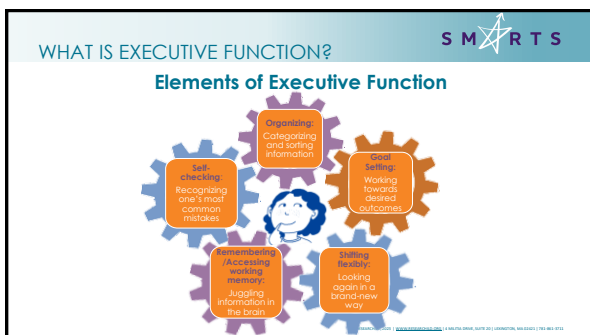 SMARTS
WHAT IS EXECUTIVE FUNCTION?
Elements of Executive Function
Organizing:
Categorizing
and sorting
information
Goal
Setting:
Working
towards
desired
outcomes
Shifting
flexibly:
Looking
again in a
brand-new
way
Remembering
/Accessing
working
memory:
Juggling
information in
the brain
Self-
checking:
Recognizing
one's most
common
mistakes